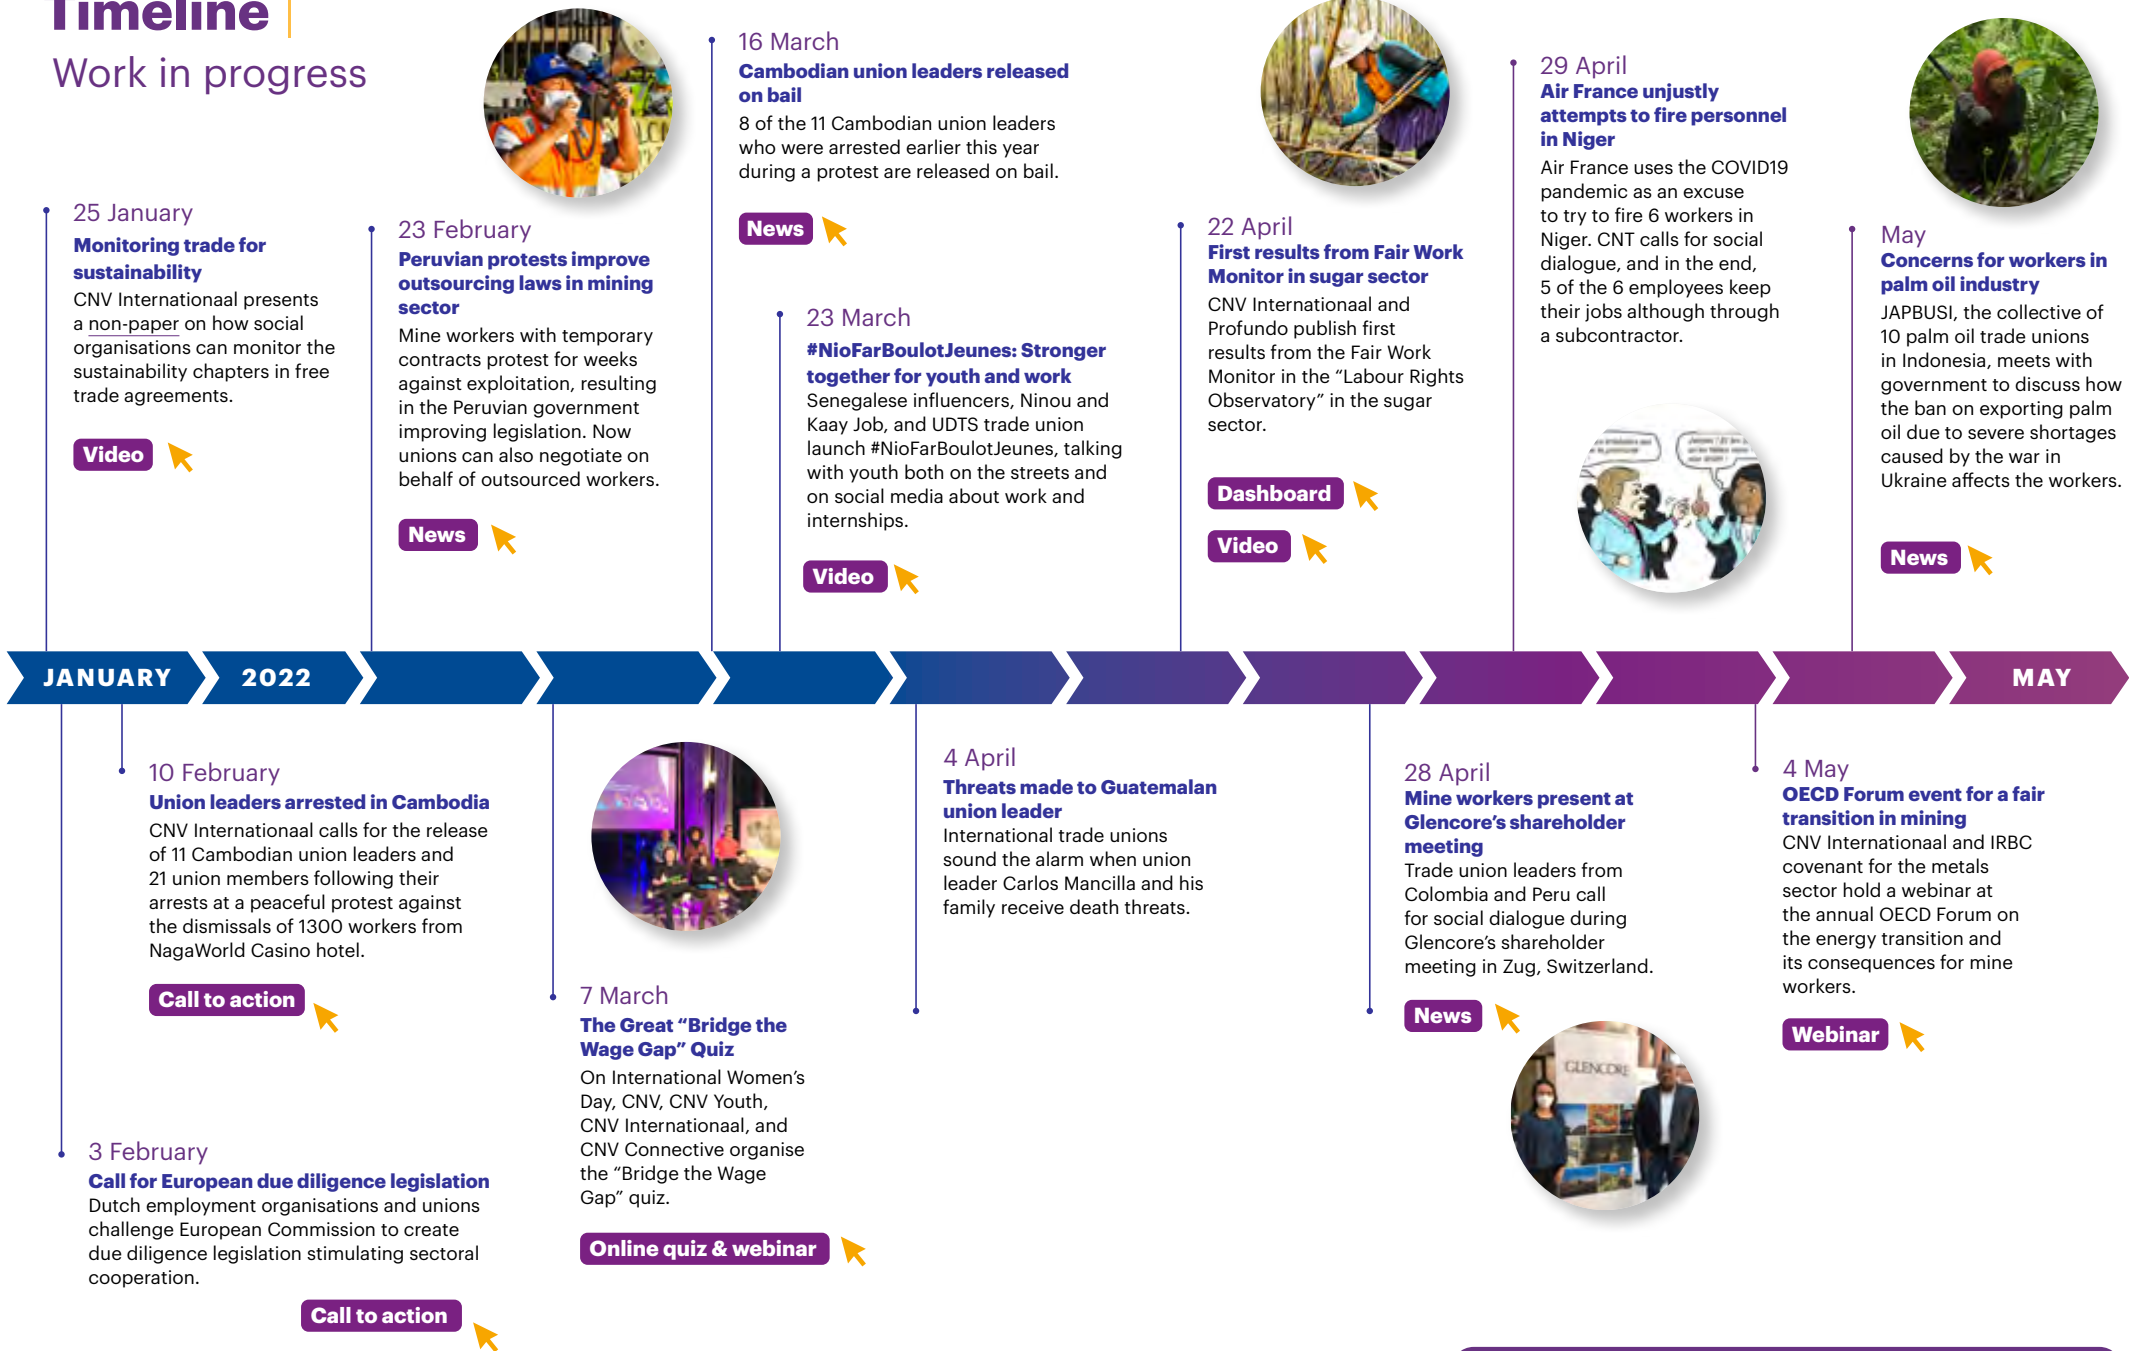 Timeline
Work in progress
25 January
Monitoring trade for
sustainability
CNV Internationaal presents
a non-paper on how social
organisations can monitor the
sustainability chapters in free
trade agreements.
Video
23 February
Peruvian protests improve
outsourcing laws in mining
sector
Mine workers with temporary
contracts protest for weeks
against exploitation, resulting
in the Peruvian government
improving legislation. Now
unions can also negotiate on
behalf of outsourced workers.
News
16 March
Cambodian union leaders released
on bail
8 of the 11 Cambodian union leaders
who were arrested earlier this year
during a protest are released on bail.
News
23 March
#NioFarBoulotJeunes: Stronger
together for youth and work
Senegalese influencers, Ninou and
Kaay Job, and UDTS trade union
launch #NioFarBoulotJeunes, talking
with youth both on the streets and
on social media about work and
internships.
Video
22 April
First results from Fair Work
Monitor in sugar sector
CNV Internationaal and
Profundo publish first
results from the Fair Work
Monitor in the “Labour Rights
Observatory” in the sugar
sector.
Dashboard
Video
29 April
Air France unjustly
attempts to fire personnel
in Niger
Air France uses the COVID19
pandemic as an excuse
to try to fire 6 workers in
Niger. CNT calls for social
dialogue, and in the end,
5 of the 6 employees keep
their jobs although through
a subcontractor.
May
Concerns for workers in
palm oil industry
JAPBUSI, the collective of
10 palm oil trade unions
in Indonesia, meets with
government to discuss how
the ban on exporting palm
oil due to severe shortages
caused by the war in
Ukraine affects the workers.
News
JANUARY
2022
MAY
10 February
Union leaders arrested in Cambodia
CNV Internationaal calls for the release
of 11 Cambodian union leaders and
21 union members following their
arrests at a peaceful protest against
the dismissals of 1300 workers from
NagaWorld Casino hotel.
Call to action
3 February
Call for European due diligence legislation
Dutch employment organisations and unions
challenge European Commission to create
due diligence legislation stimulating sectoral
cooperation.
Call to action
7 March
The Great “Bridge the
Wage Gap” Quiz
On International Women’s
Day, CNV, CNV Youth,
CNV Internationaal, and
CNV Connective organise
the “Bridge the Wage
Gap” quiz.
Online quiz & webinar
4 April
Threats made to Guatemalan
union leader
International trade unions
sound the alarm when union
leader Carlos Mancilla and his
family receive death threats.
28 April
Mine workers present at
Glencore’s shareholder
meeting
Trade union leaders from
Colombia and Peru call
for social dialogue during
Glencore’s shareholder
meeting in Zug, Switzerland.
News
GLENCORE
4 May
OECD Forum event for a fair
transition in mining
CNV Internationaal and IRBC
covenant for the metals
sector hold a webinar at
the annual OECD Forum on
the energy transition and
its consequences for mine
workers.
Webinar